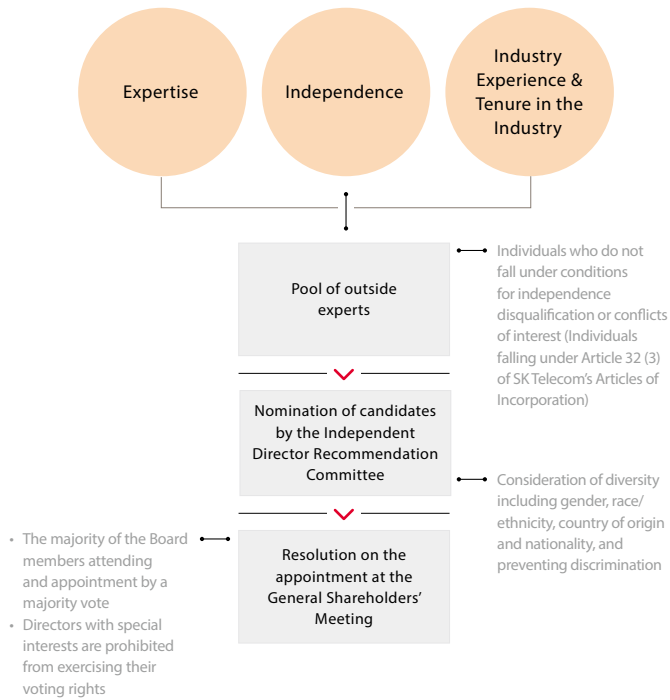 Expertise
Independence
Industry
Experience &
Tenure in the
Industry
Pool of outside
experts
Individuals who do not
fall under conditions
for independence
disqualification or conflicts
of interest (Individuals
falling under Article 32 (3)
of SK Telecom's Articles of
Incorporation)
Nomination of candidates
by the Independent
Director Recommendation
Committee
Consideration of diversity
including gender, race/
ethnicity, country of origin
and nationality, and
preventing discrimination
• The majority of the Board
members attending
and appointment by a
majority vote
• Directors with special
interests are prohibited
from exercising their
voting rights
Resolution on the
appointment at the
General Shareholders'
Meeting